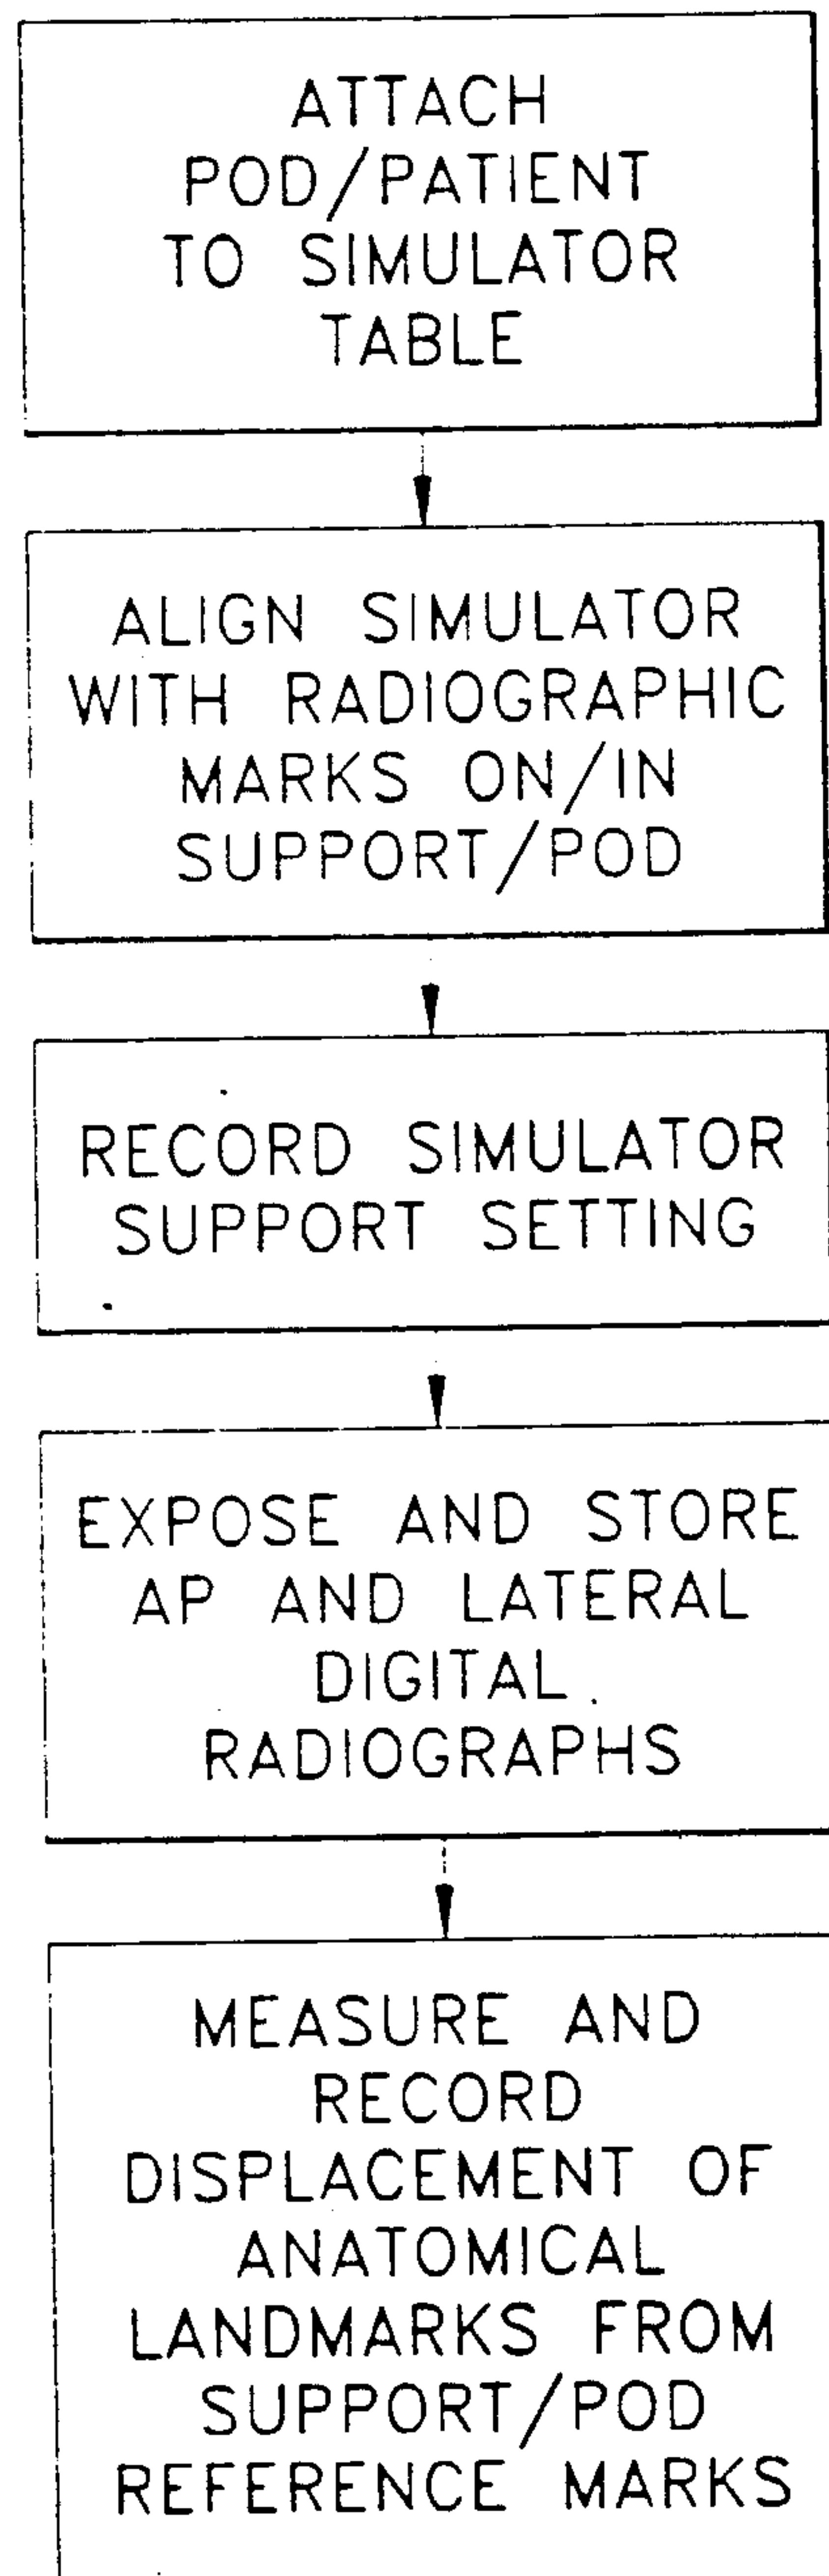 ATTACH
POD/PATIENT
TO SIMULATOR
TABLE
ALIGN SIMULATOR
WITH RADIOGRAPHIC
MARKS ON/IN
SUPPORT/POD
RECORD SIMULATOR
SUPPORT SETTING
EXPOSE AND STORE
AP AND LATERAL
DIGITAL
RADIOGRAPHS
MEASURE AND
RECORD
DISPLACEMENT OF
ANATOMICAL
LANDMARKS FROM
SUPPORT/POD
REFERENCE MARKS